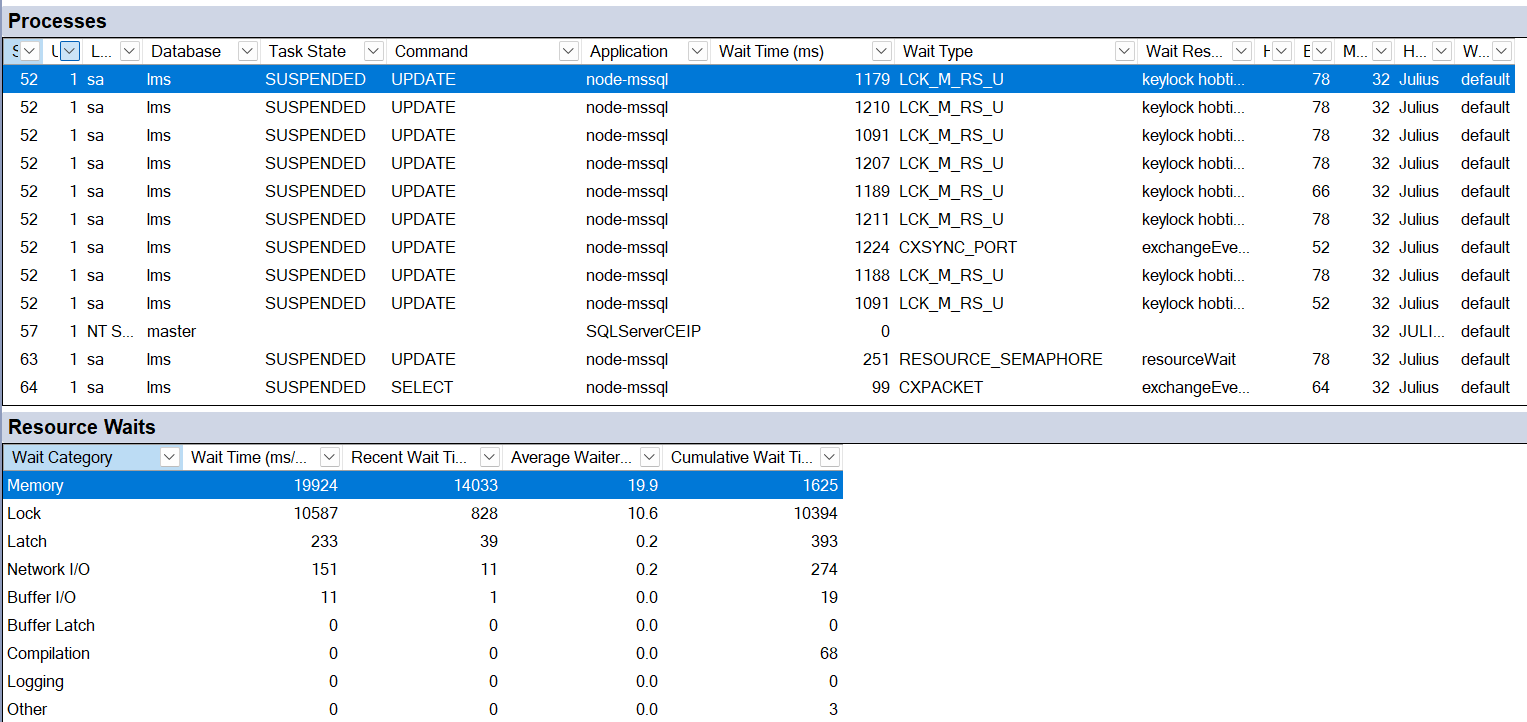 Processes
S U L... Database Task State Command Application Wait Time (ms) Wait Type Wait Res... H E M... H... W...
52 1 sa lms SUSPENDED UPDATE node-mssql 1179 LCK_M_RS_U keylock hobti... 78 32 Julius default
52 1 sa lms SUSPENDED UPDATE node-mssql 1210 LCK_M_RS_U keylock hobti... 78 32 Julius default
52 1 sa lms SUSPENDED UPDATE node-mssql 1091 LCK_M_RS_U keylock hobti... 78 32 Julius default
52 1 sa lms SUSPENDED UPDATE node-mssql 1207 LCK_M_RS_U keylock hobti... 78 32 Julius default
52 1 sa lms SUSPENDED UPDATE node-mssql 1189 LCK_M_RS_U keylock hobti... 66 32 Julius default
52 1 sa lms SUSPENDED UPDATE node-mssql 1211 LCK_M_RS_U keylock hobti... 78 32 Julius default
52 1 sa lms SUSPENDED UPDATE node-mssql 1224 CXSYNC_PORT exchangeEve... 52 32 Julius default
52 1 sa lms SUSPENDED UPDATE node-mssql 1188 LCK_M_RS_U keylock hobti... 78 32 Julius default
52 1 sa lms SUSPENDED UPDATE node-mssql 1091 LCK_M_RS_U keylock hobti... 52 32 Julius default
57 1 NT S... master SQLServerCEIP 0 32 JULI... default
63 1 sa lms SUSPENDED UPDATE node-mssql 251 RESOURCE_SEMAPHORE resourceWait 78 32 Julius default
64 1 sa lms SUSPENDED SELECT node-mssql 99 CXPACKET exchangeEve... 64 32 Julius default
Resource Waits
Wait Category Wait Time (ms/... Recent Wait Ti... Average Waiter... Cumulative Wait Ti...
Memory 19924 14033 19.9 1625
Lock 10587 828 10.6 10394
Latch 233 39 0.2 393
Network I/O 151 11 0.2 274
Buffer I/O 11 1 0.0 19
Buffer Latch 0 0 0.0 0
Compilation 0 0 0.0 68
Logging 0 0 0.0 0
Other 0 0 0.0 3